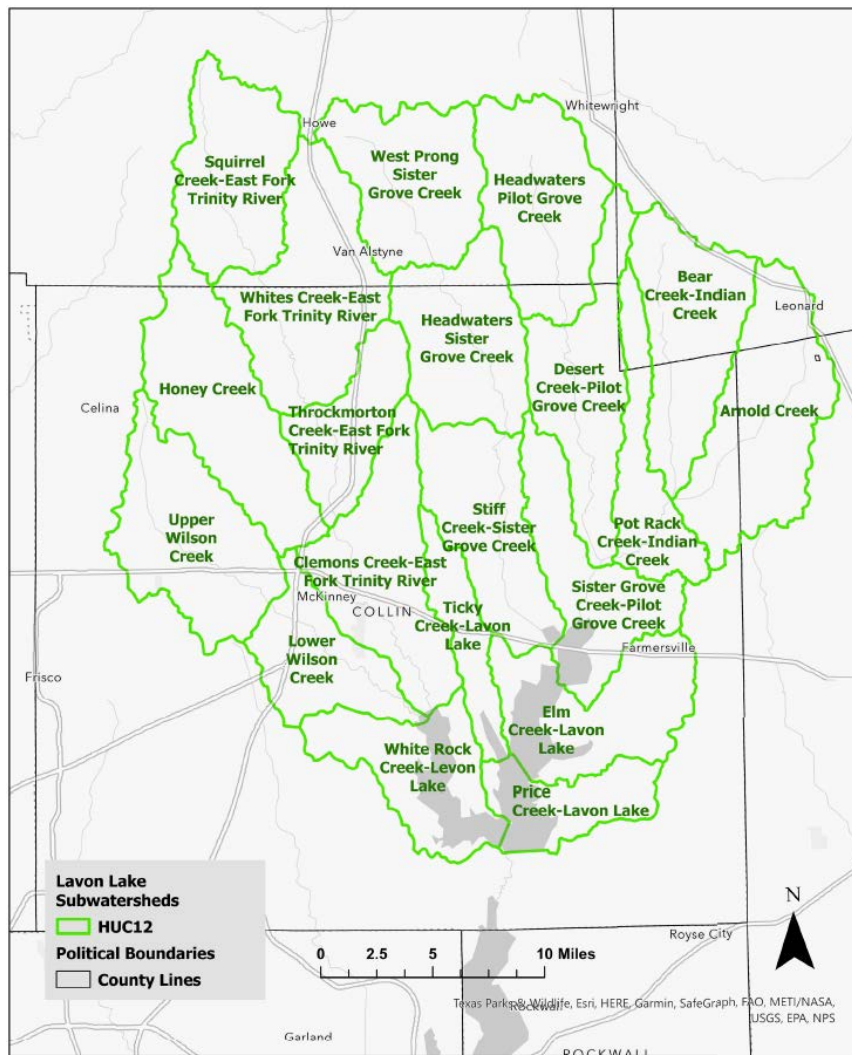 Whitewright
Howe
Squirrel
Creek-East Fork
Trinity River
West Prong
Sister
Grove Creek
Headwaters
Pilot Grove
Creek
Van Alstyne
Bear
Creek-Indian
Creek
Leonard
Whites Creek-East
Fork Trinity River
Headwaters
Sister
Grove Creek
Desert
Creek-Pilot
Grove Creek
Honey Creek
Celina
Throckmorton
Creek-East Fork
Trinity River
Arnold Creek
Upper
Wilson
Creek
Stiff
Creek-Sister
Grove Creek
Pot Rack
Creek-Indian
Creek
Clemons Creek-East
Fork Trinity River
McKinney
COLLIN
Ticky
Creek-Lavon
Lake
Sister Grove
Creek-Pilot
Grove Creek
Farmersville
Lower
Wilson
Creek
Frisco
Elm
Creek-Lavon
Lake
White Rock
Creek-Levon
Lake
Price
Creek-Lavon Lake
Lavon Lake
Subwatersheds
HUC12
Political Boundaries
County Lines
0 2.5 5 10 Miles
N
Royse City
Rockwall
Texas Parks & Wildlife, Esri, HERE, Garmin, SafeGraph, FAO, METI/NASA,
USGS, EPA, NPS
Garland
ROCKWALL